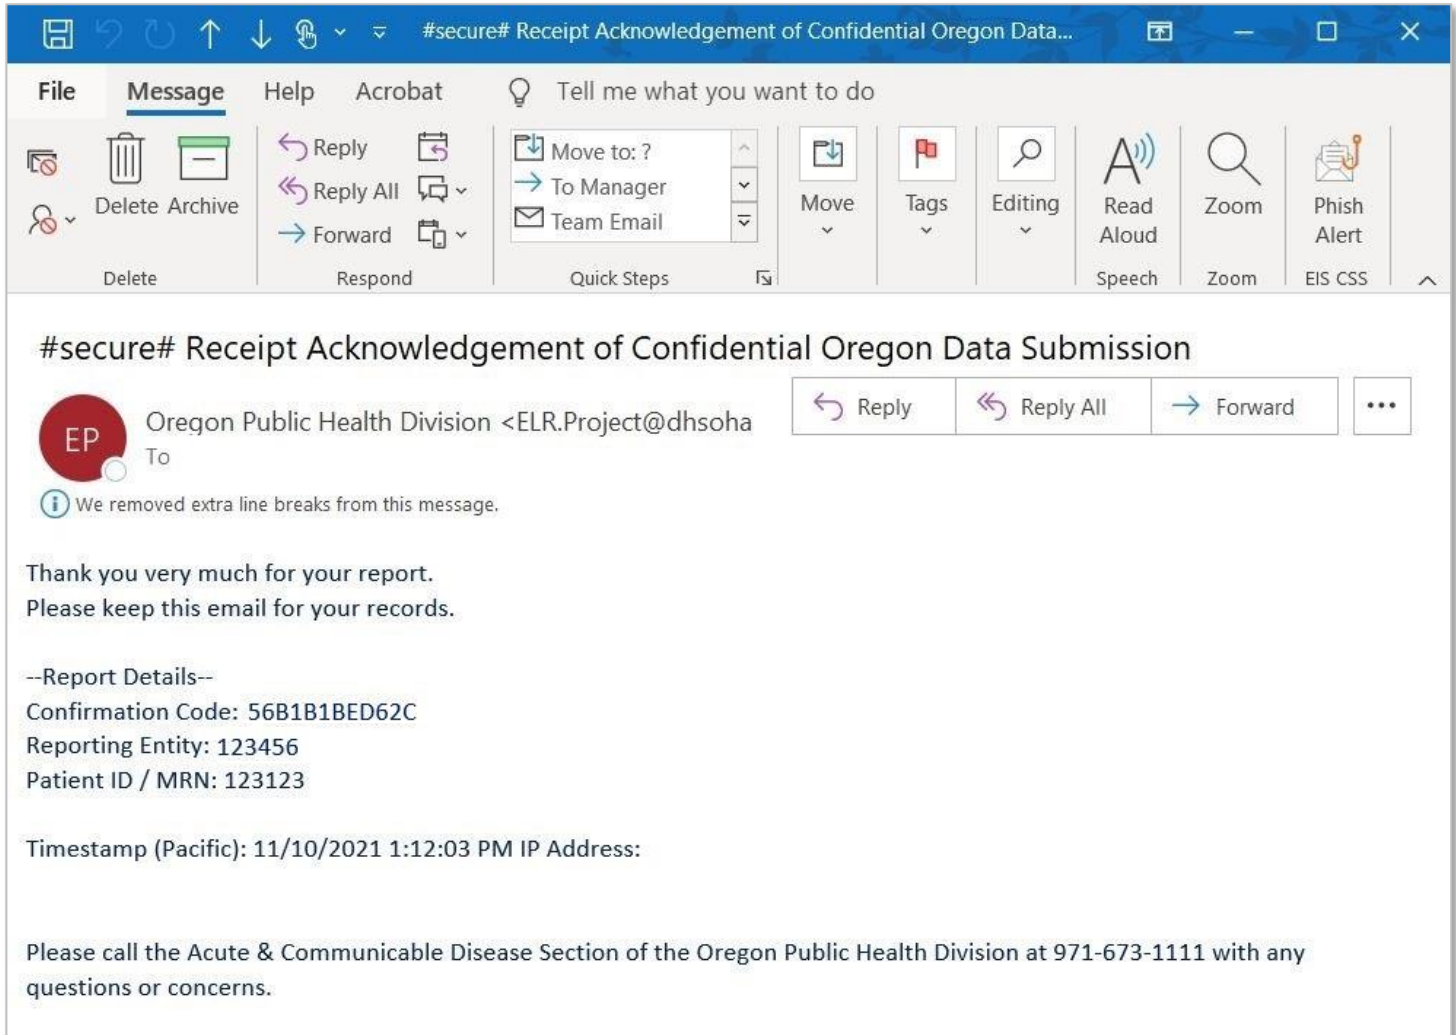 #secure# Receipt Acknowledgement of Confidential Oregon Data...
File Message Help Acrobat Tell me what you want to do
Delete
Archive
Reply
Reply All
Forward
Move to: ?
To Manager
Team Email
Move
Tags
Editing
Read
Aloud
Zoom
Phish
Alert
Delete Respond Quick Steps Speech Zoom EIS CSS
#secure# Receipt Acknowledgement of Confidential Oregon Data Submission
EP
Oregon Public Health Division <ELR.Project@dhsoha
To
Reply Reply All Forward
We removed extra line breaks from this message.
Thank you very much for your report.
Please keep this email for your records.
--Report Details--
Confirmation Code: 56B1B1BED62C
Reporting Entity: 123456
Patient ID / MRN: 123123
Timestamp (Pacific): 11/10/2021 1:12:03 PM IP Address:
Please call the Acute & Communicable Disease Section of the Oregon Public Health Division at 971-673-1111 with any
questions or concerns.